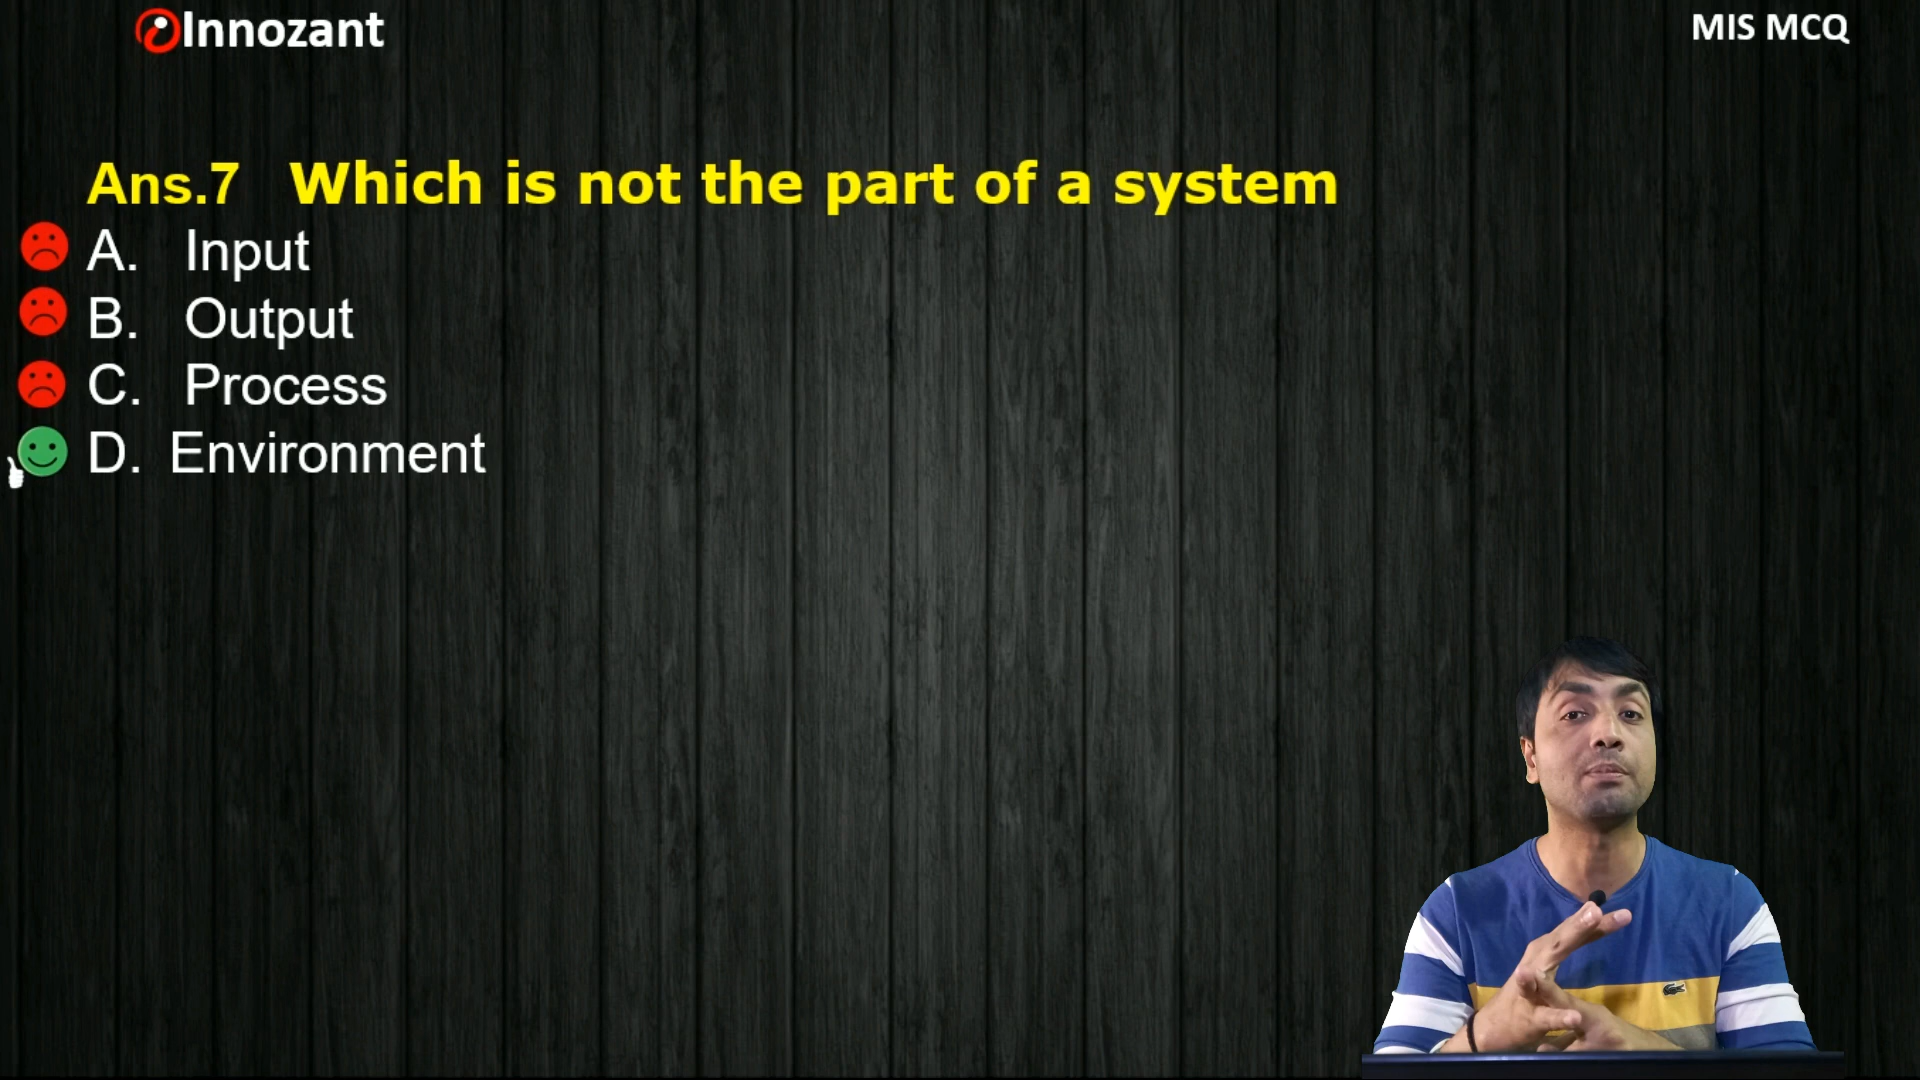 Innozant
MIS MCQ
Ans.7 Which is not the part of a system
A. Input
B. Output
C. Process
D. Environment